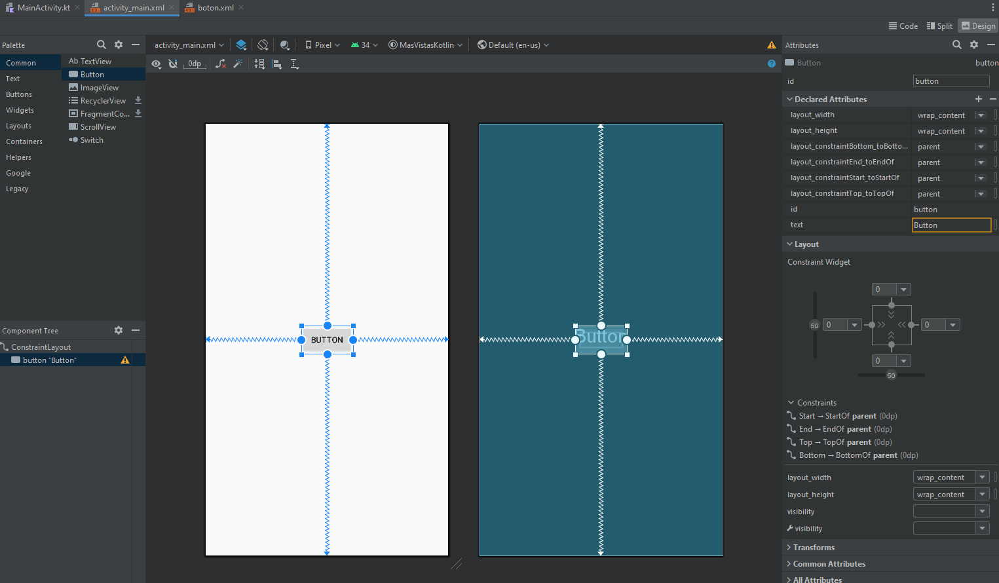 MainActivity.kt
activity_main.xml
boton.xml
Code
Split
Design
Palette
Common
Text
Buttons
Widgets
Layouts
Containers
Helpers
Google
Legacy
Ab TextView
Button
ImageView
RecyclerView
FragmentCo...
ScrollView
Switch
Component Tree
ConstraintLayout
button "Button"
activity_main.xml
Pixel
34
MasVistasKotlin
Default (en-us)
0dp
?
BUTTON
Button
Attributes
Button
button
id
button
Declared Attributes
layout_width
wrap_content
layout_height
wrap_content
layout_constraintBottom_toBotto...
parent
layout_constraintEnd_toEndOf
parent
layout_constraintStart_toStartOf
parent
layout_constraintTop_toTopOf
parent
id
button
text
Button
Layout
Constraint Widget
0
50
0
0
0
50
Constraints
Start → StartOf parent (0dp)
End → EndOf parent (0dp)
Top → TopOf parent (0dp)
Bottom → BottomOf parent (0dp)
layout_width
wrap_content
layout_height
wrap_content
visibility
visibility
Transforms
Common Attributes
All Attributes